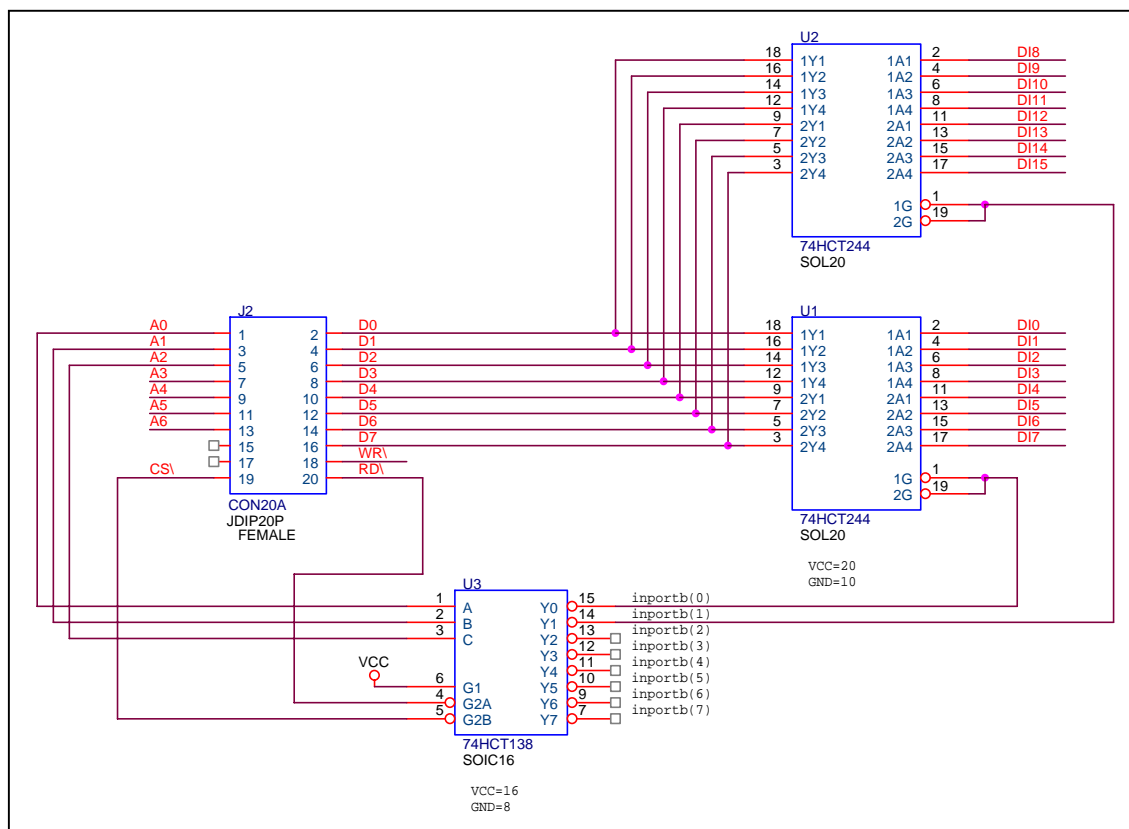 U2
18 1Y1 1A1 2 DI8
16 1Y2 1A2 4 DI9
14 1Y3 1A3 6 DI10
12 1Y4 1A4 8 DI11
9 2Y1 2A1 11 DI12
7 2Y2 2A2 13 DI13
5 2Y3 2A3 15 DI14
3 2Y4 2A4 17 DI15
1G 1
2G 19
74HCT244
SOL20
J2
A0 1 2 D0
A1 3 4 D1
A2 5 6 D2
A3 7 8 D3
A4 9 10 D4
A5 11 12 D5
A6 13 14 D6
15 16 D7
17 18 WR\
CS\ 19 20 RD\
CON20A
JDIP20P
FEMALE
U1
18 1Y1 1A1 2 DI0
16 1Y2 1A2 4 DI1
14 1Y3 1A3 6 DI2
12 1Y4 1A4 8 DI3
9 2Y1 2A1 11 DI4
7 2Y2 2A2 13 DI5
5 2Y3 2A3 15 DI6
3 2Y4 2A4 17 DI7
1G 1
2G 19
74HCT244
SOL20
VCC=20
GND=10
U3
1 A Y0 15 inportb(0)
2 B Y1 14 inportb(1)
3 C Y2 13 inportb(2)
Y3 12 inportb(3)
Y4 11 inportb(4)
VCC
6 G1 Y5 10 inportb(5)
4 G2A Y6 9 inportb(6)
5 G2B Y7 7 inportb(7)
74HCT138
SOIC16
VCC=16
GND=8